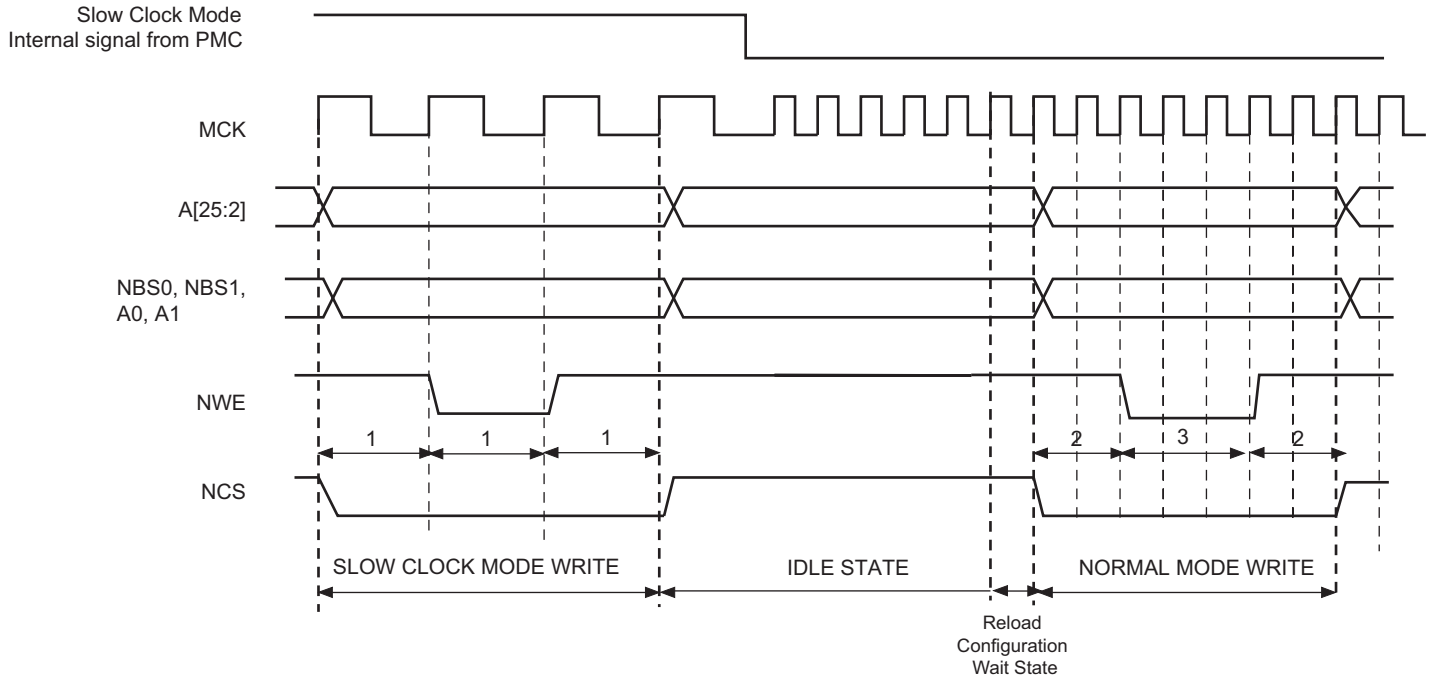 Slow Clock Mode
Internal signal from PMC
MCK
A[25:2]
NBS0, NBS1,
A0, A1
NWE
1 1 1 2 3 2
NCS
SLOW CLOCK MODE WRITE IDLE STATE NORMAL MODE WRITE
Reload
Configuration
Wait State